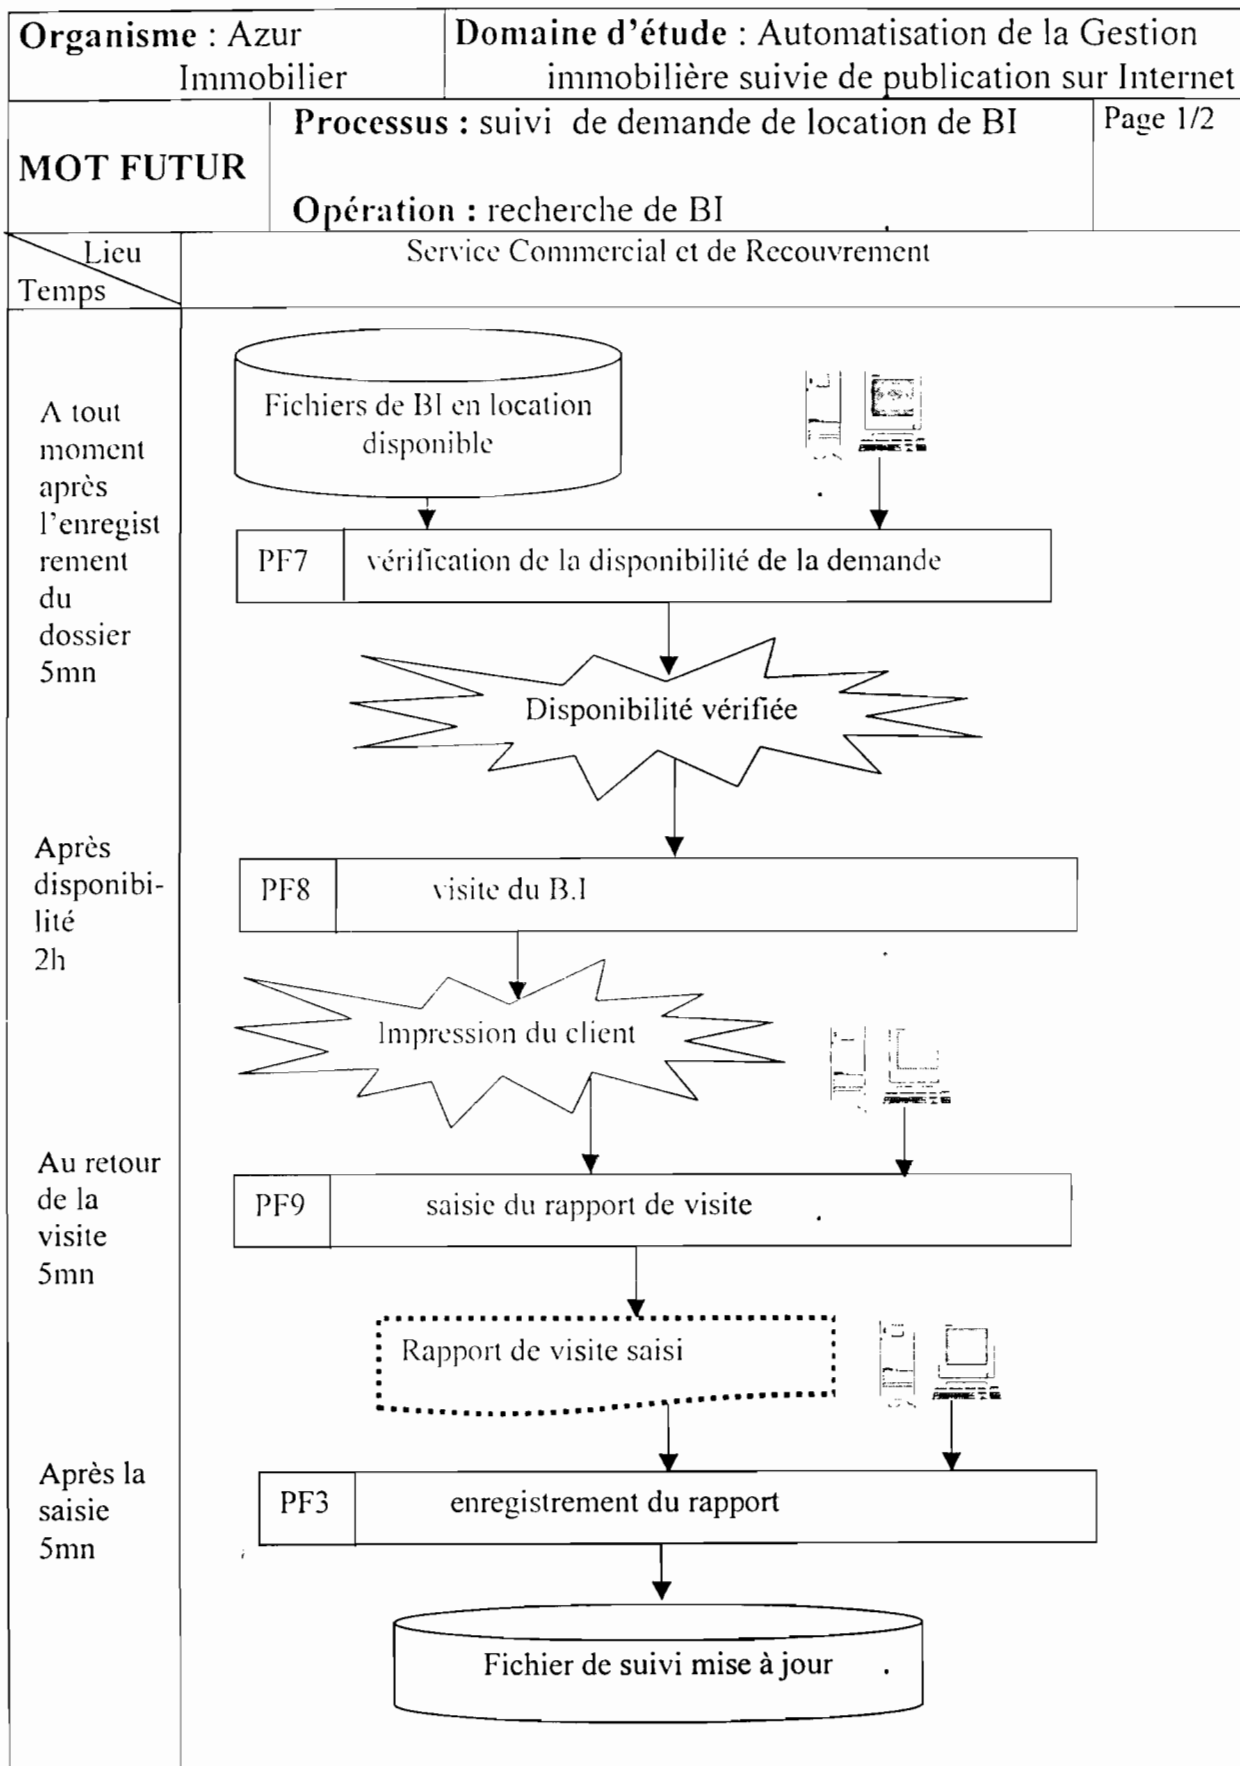 Organisme : Azur
Immobilier
Domaine d'étude : Automatisation de la Gestion
immobilière suivie de publication sur Internet
MOT FUTUR
Processus : suivi de demande de location de BI
Opération : recherche de BI
Page 1/2
Lieu
Temps
Service Commercial et de Recouvrement
A tout
moment
après
l'enregist
rement
du
dossier
5mn
Fichiers de BI en location
disponible
PF7
vérification de la disponibilité de la demande
Disponibilité vérifiée
Après
disponibi-
lité
2h
PF8
visite du B.I
Impression du client
Au retour
de la
visite
5mn
PF9
saisie du rapport de visite
Rapport de visite saisi
Après la
saisie
5mn
PF3
enregistrement du rapport
Fichier de suivi mise à jour